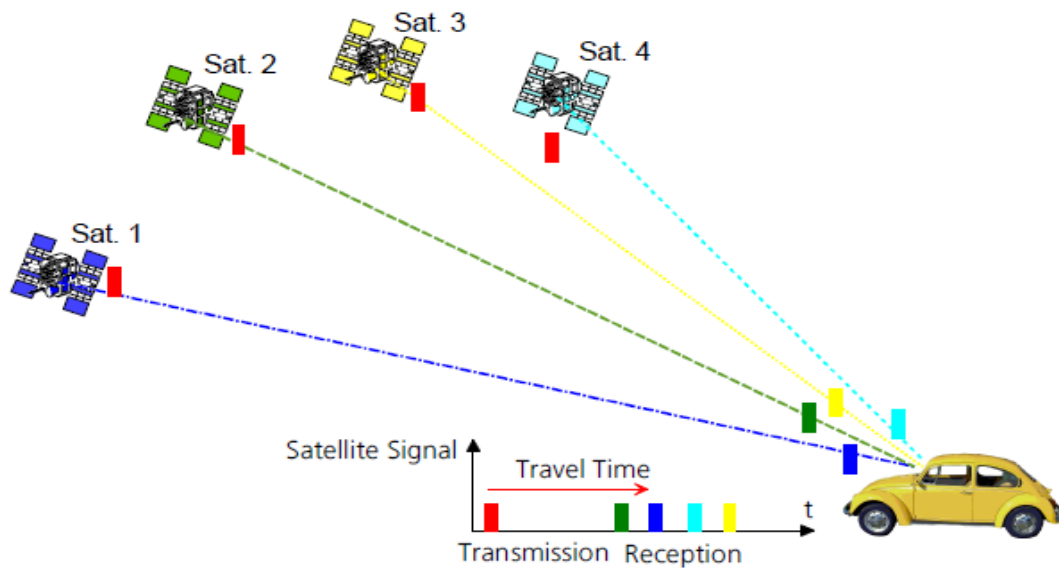 Sat. 3
Sat. 4
Sat. 2
Sat. 1
Satellite Signal
Travel Time
t
Transmission
Reception